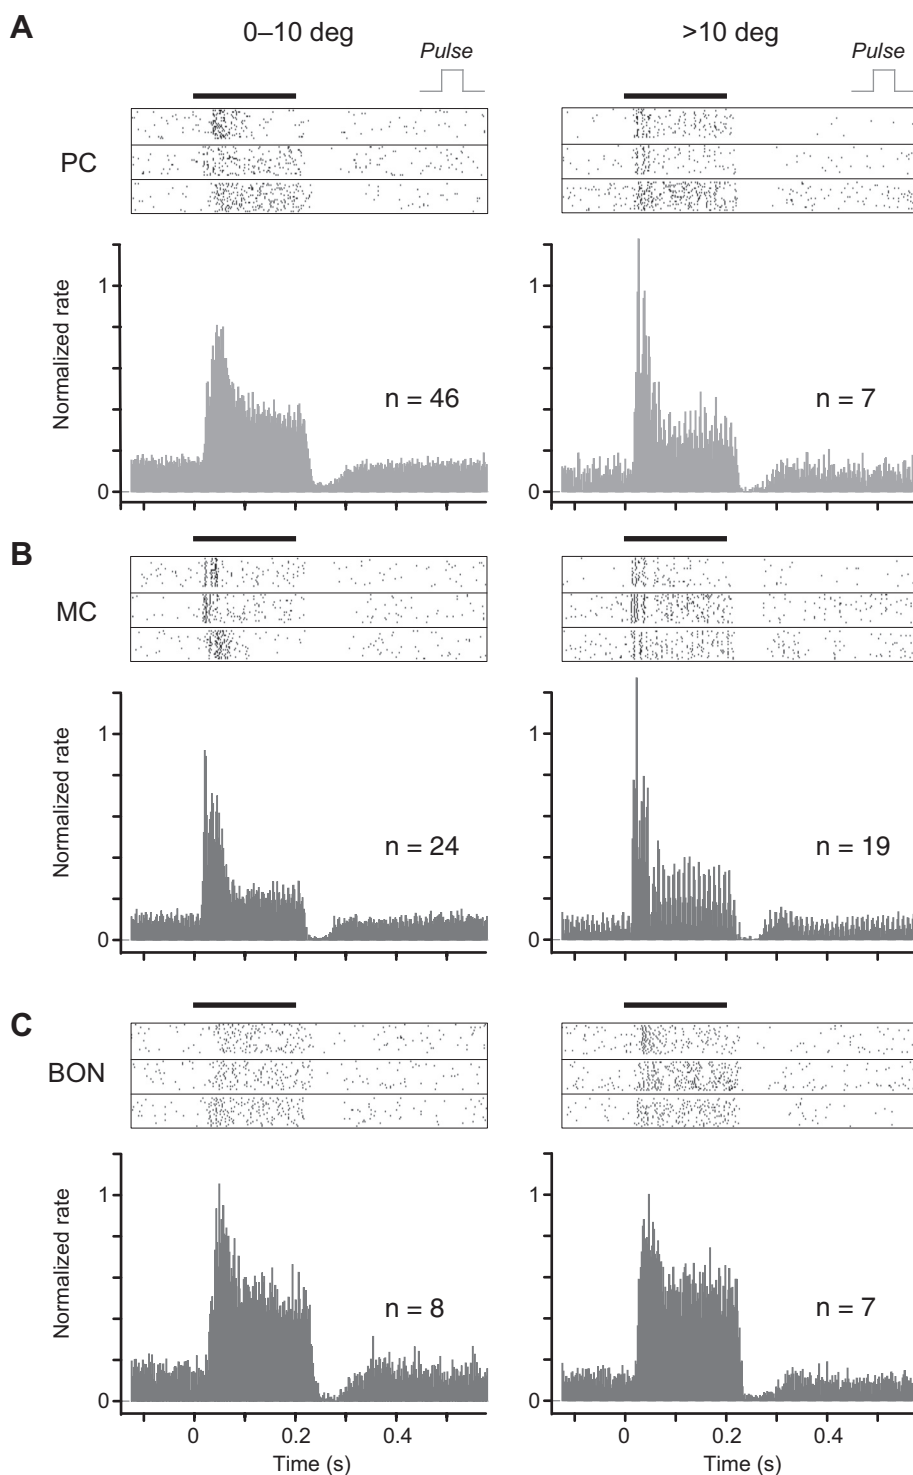 A
0–10 deg
>10 deg
Pulse
Pulse
PC
Normalized rate
1
0
n = 46
1
0
n = 7
B
MC
Normalized rate
1
0
n = 24
1
0
n = 19
C
BON
Normalized rate
1
0
n = 8
1
0
n = 7
0 0.2 0.4
Time (s)
0 0.2 0.4
Time (s)